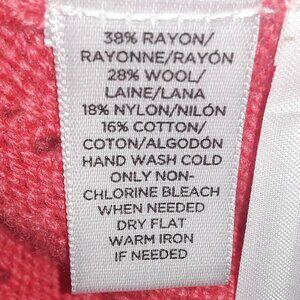 38% RAYON/
RAYONNE/RAYÓN
28% WOOL/
LAINE/LANA
18% NYLON/NILÓN
16% COTTON/
COTON/ALGODÓN
HAND WASH COLD
ONLY NON-
CHLORINE BLEACH
WHEN NEEDED
DRY FLAT
WARM IRON
IF NEEDED